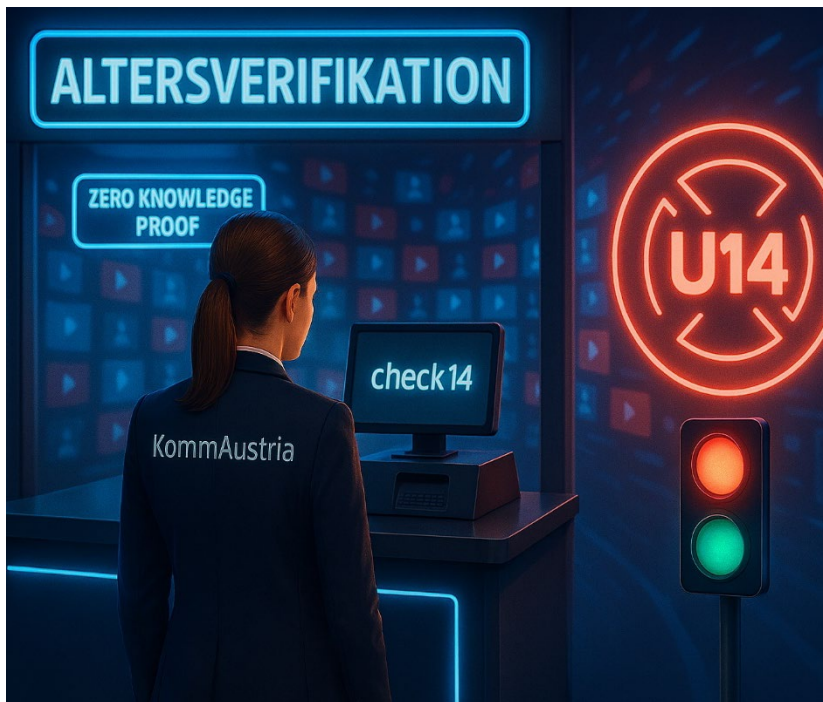 ALTERSVERIFIKATION
ZERO KNOWLEDGE
PROOF
U14
check14
KommAustria